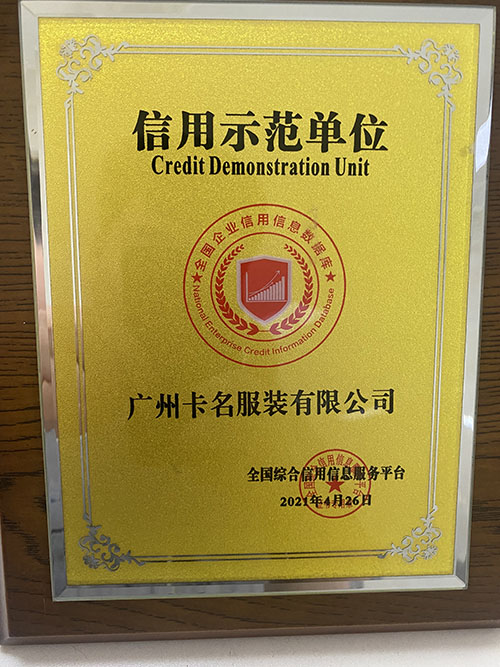 信用示范单位
Credit Demonstration Unit
★全国企业信用信息数据库★
National Enterprise Credit Information Database
广州卡名服装有限公司
全国综合信用信息服务平台
2021年4月26日